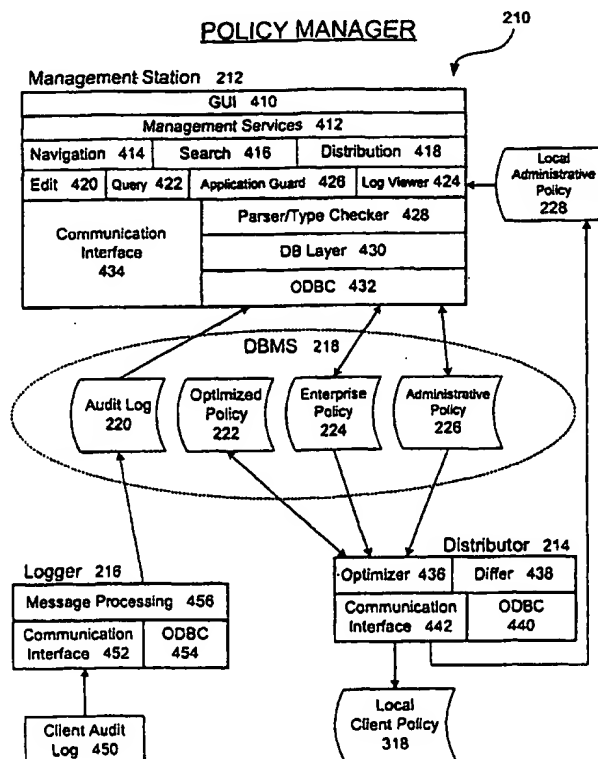 POLICY MANAGER
210
Management Station 212
GUI 410
Management Services 412
Navigation 414 Search 416 Distribution 418
Edit 420 Query 422 Application Guard 426 Log Viewer 424
Parser/Type Checker 428
Communication
Interface
434
DB Layer 430
ODBC 432
Local
Administrative
Policy
228
DBMS 218
Audit Log
220
Optimized
Policy
222
Enterprise
Policy
224
Administrative
Policy
226
Logger 216
Message Processing 456
Communication
Interface 452
ODBC
454
Client Audit
Log 450
Distributor 214
Optimizer 436 Differ 438
Communication
Interface 442
ODBC
440
Local
Client Policy
318